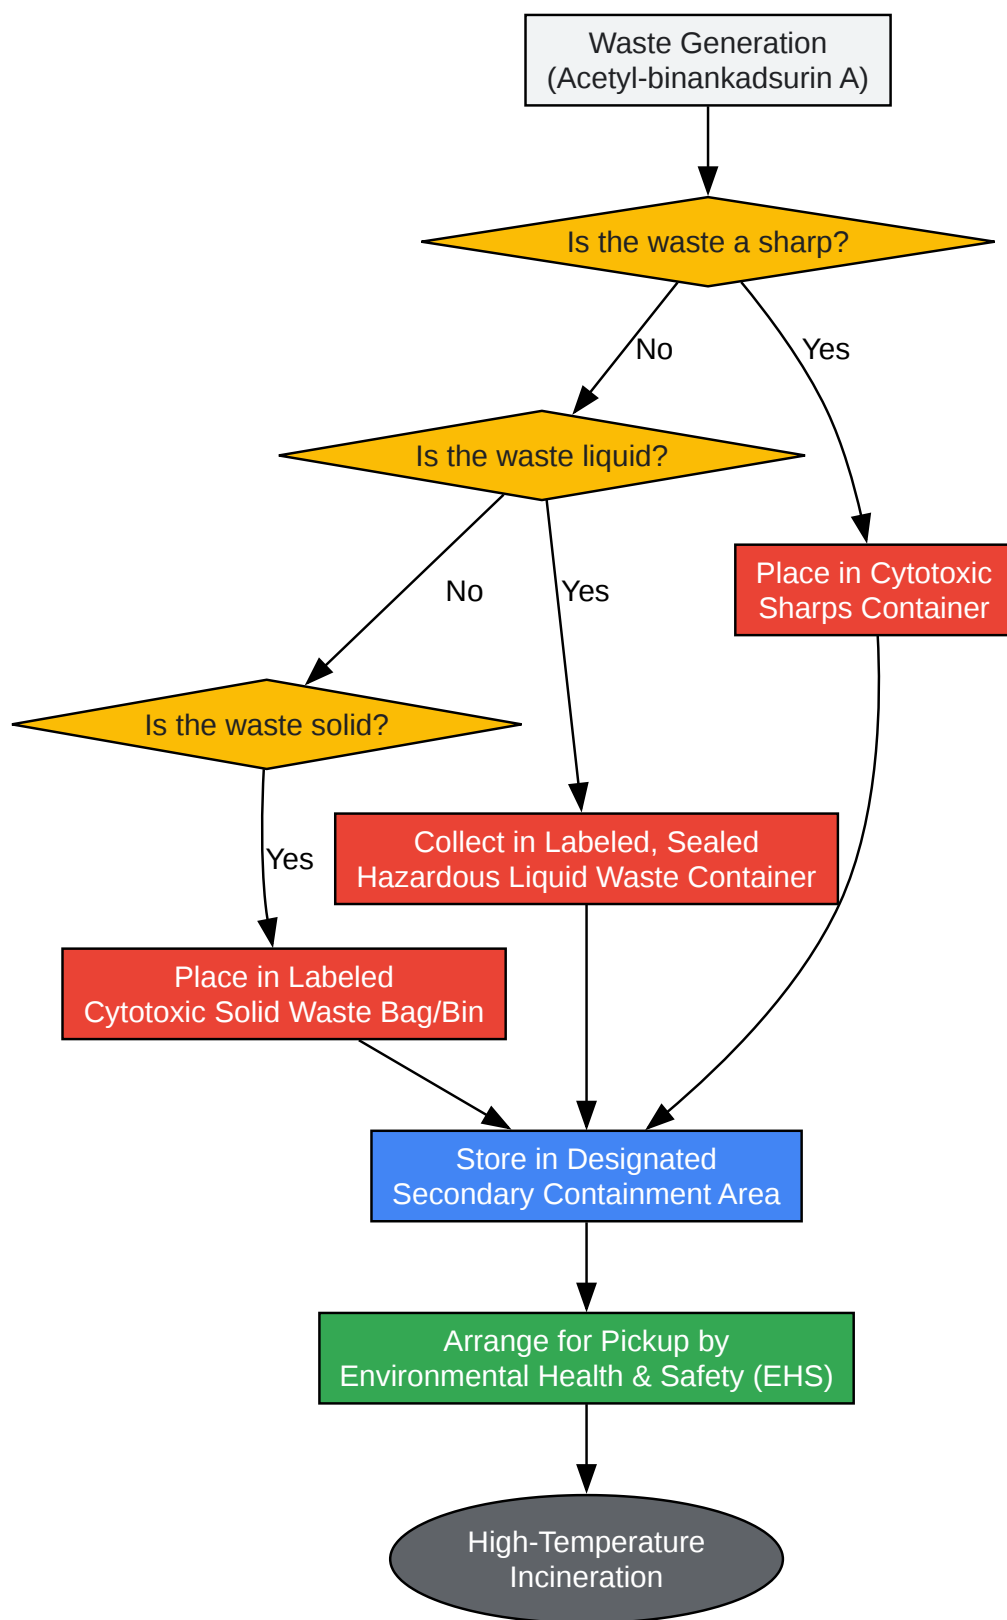 Waste Generation
(Acetyl-binankadsurin A)
Is the waste a sharp?
No
Yes
Is the waste liquid?
Place in Cytotoxic
Sharps Container
No
Yes
Is the waste solid?
Collect in Labeled, Sealed
Hazardous Liquid Waste Container
Yes
Place in Labeled
Cytotoxic Solid Waste Bag/Bin
Store in Designated
Secondary Containment Area
Arrange for Pickup by
Environmental Health & Safety (EHS)
High-Temperature
Incineration